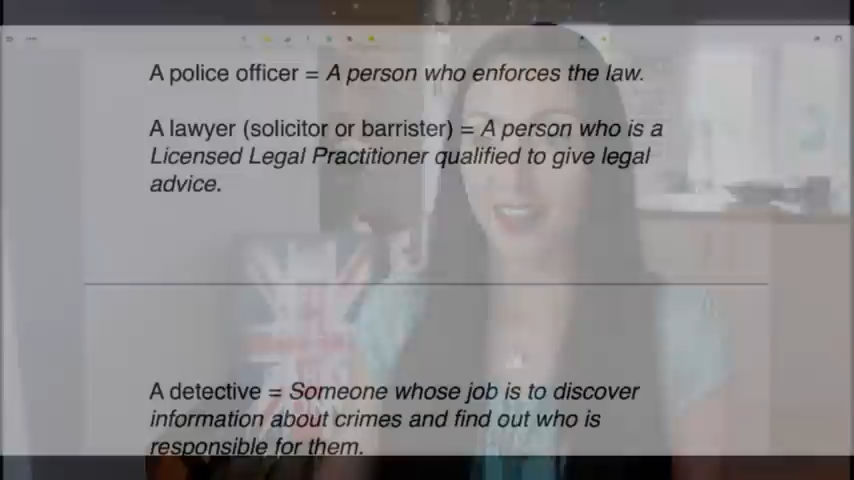 A police officer = A person who enforces the law.
A lawyer (solicitor or barrister) = A person who is a
Licensed Legal Practitioner qualified to give legal
advice.
A detective = Someone whose job is to discover
information about crimes and find out who is
responsible for them.